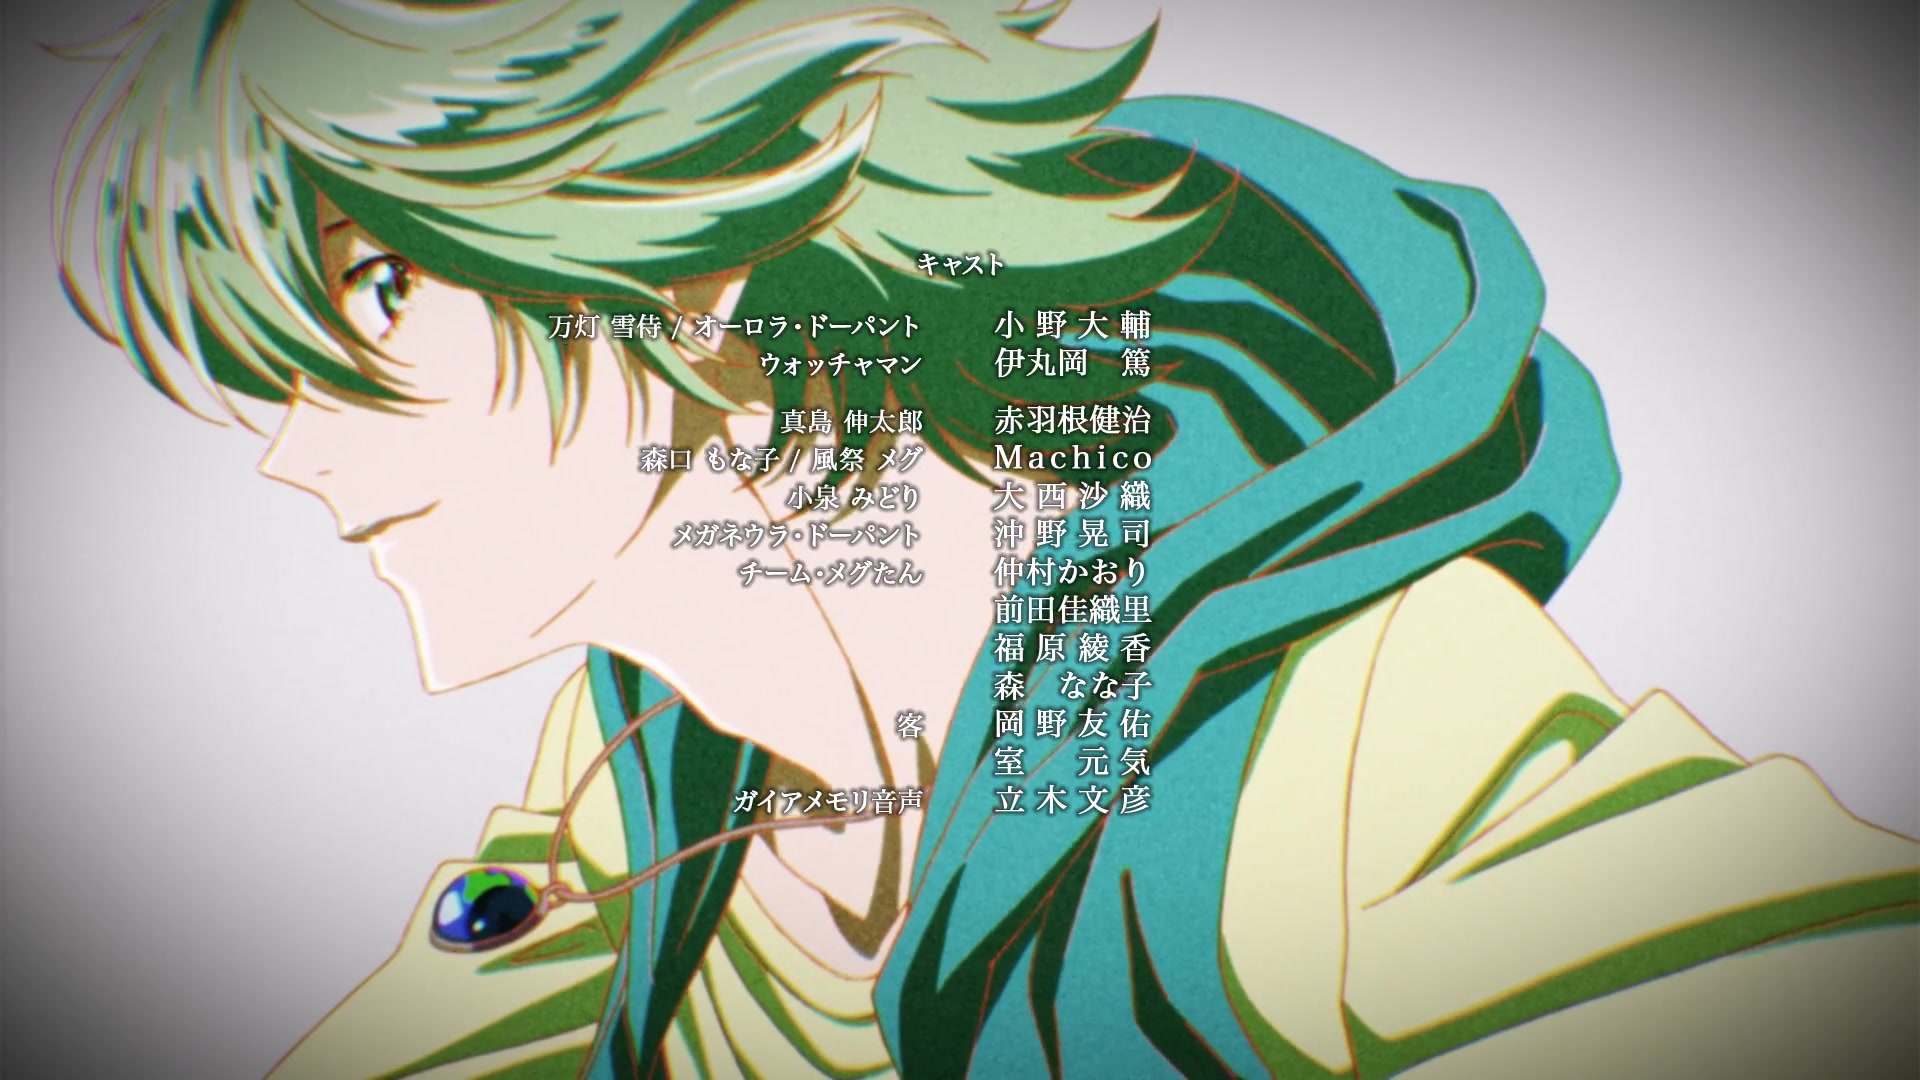 キャスト
万灯 雪侍 / オーロラ・ドーパント 小野大輔
ウォッチャマン 伊丸岡 篤
真島 伸太郎 赤羽根健治
森口 もな子 / 風祭 メグ Machico
小泉 みどり 大西沙織
メガネウラ・ドーパント 沖野晃司
チーム・メグたん 仲村かおり
前田佳織里
福原綾香
森 なな子
客 岡野友佑
室 元気
ガイアメモリ音声 立木文彦